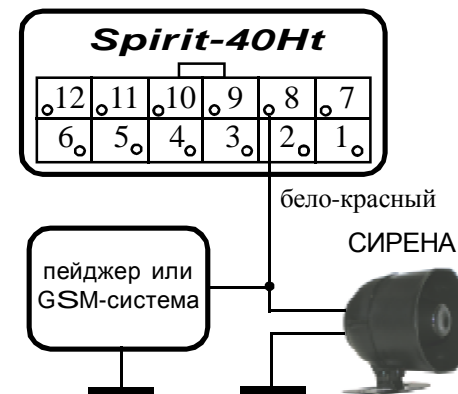 Spirit-40Ht
12 11 10 9 8 7
6 5 4 3 2 1
бело-красный
СИРЕНА
пейджер или
GSM-система